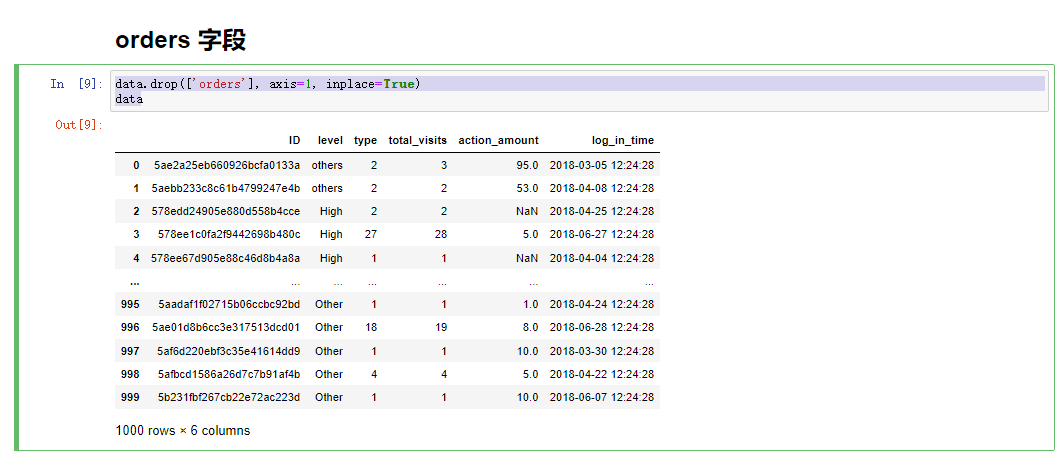 orders 字段
In [9]: data.drop(['orders'], axis=1, inplace=True)
data
Out[9]:
ID level type total_visits action_amount log_in_time
0 5ae2a25eb660926bcfa0133a others 2 3 95.0 2018-03-05 12:24:28
1 5aebb233c8c61b4799247e4b others 2 2 53.0 2018-04-08 12:24:28
2 578edd24905e880d558b4cce High 2 2 NaN 2018-04-25 12:24:28
3 578ee1c0fa2f9442698b480c High 27 28 5.0 2018-06-27 12:24:28
4 578ee67d905e88c46d8b4a8a High 1 1 NaN 2018-04-04 12:24:28
... ... ... ... ... ... ...
995 5aadaf1f02715b06ccbc92bd Other 1 1 1.0 2018-04-24 12:24:28
996 5ae01d8b6cc3e317513dcd01 Other 18 19 8.0 2018-06-28 12:24:28
997 5af6d220ebf3c35e41614dd9 Other 1 1 10.0 2018-03-30 12:24:28
998 5afbcd1586a26d7c7b91af4b Other 4 4 5.0 2018-04-22 12:24:28
999 5b231fbf267cb22e72ac223d Other 1 1 10.0 2018-06-07 12:24:28
1000 rows × 6 columns